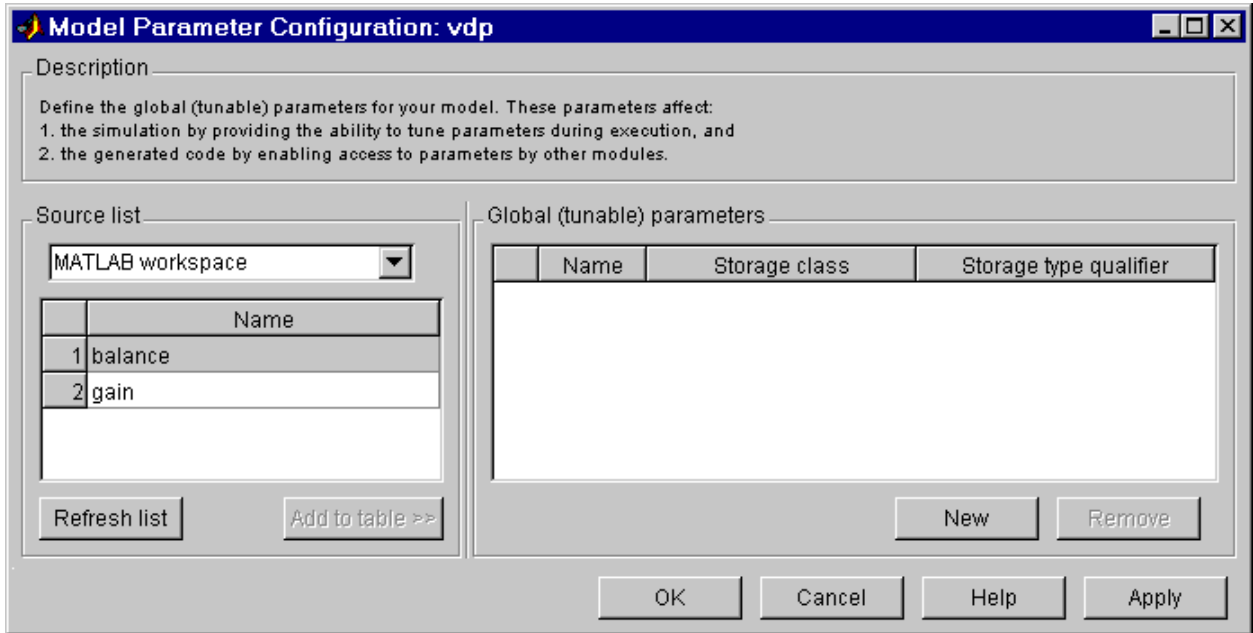 Model Parameter Configuration: vdp
Description
Define the global (tunable) parameters for your model. These parameters affect:
1. the simulation by providing the ability to tune parameters during execution, and
2. the generated code by enabling access to parameters by other modules.
Source list
MATLAB workspace
Name
1 balance
2 gain
Refresh list Add to table >>
Global (tunable) parameters
Name Storage class Storage type qualifier
New Remove
OK Cancel Help Apply